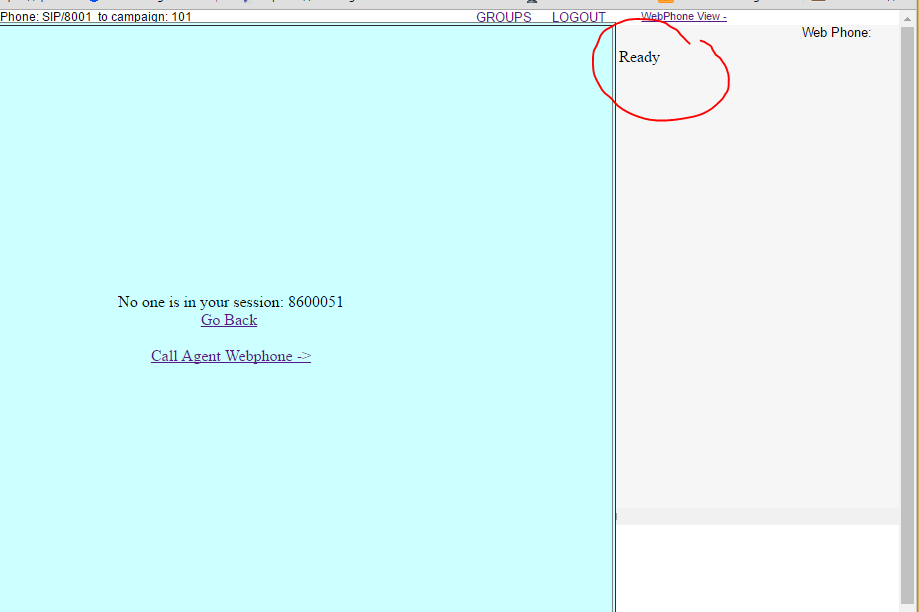 Phone: SIP/8001 to campaign: 101 GROUPS LOGOUT WebPhone View -
Web Phone:
Ready
No one is in your session: 8600051
Go Back
Call Agent Webphone ->